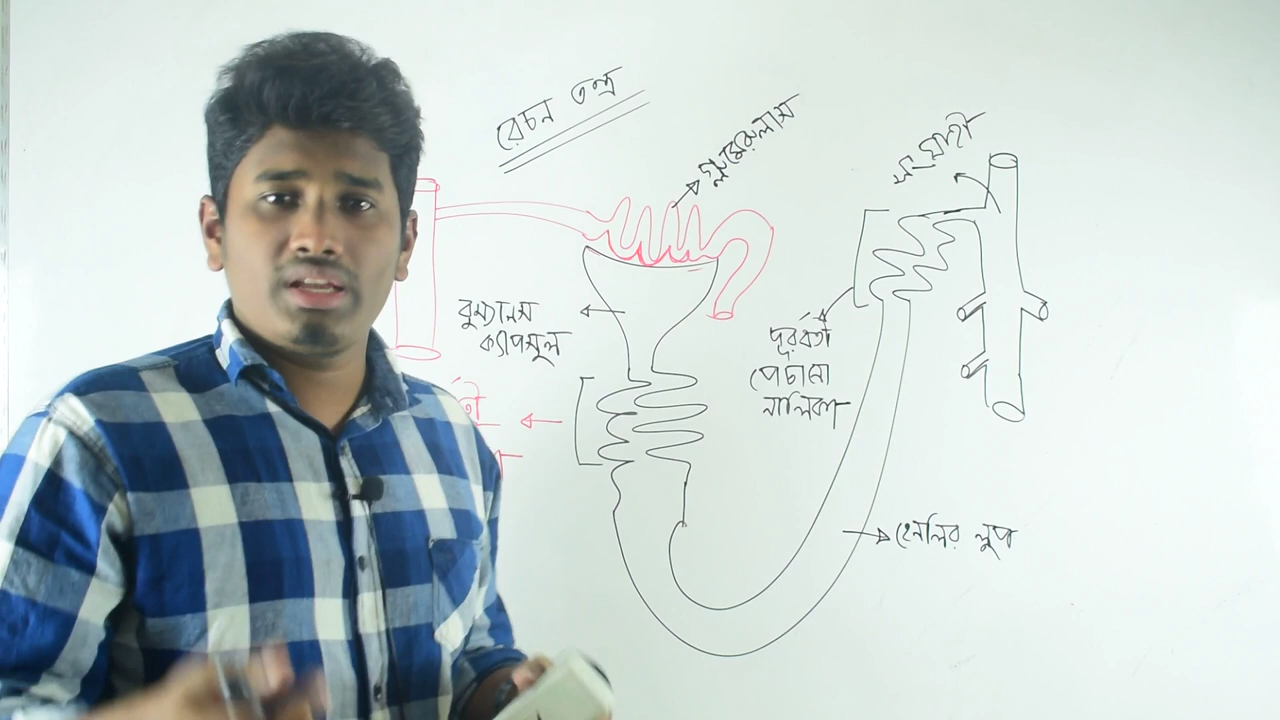 রেচন তন্ত্র
গ্লুমেরুলাস
সংগ্রাহী
বুম্যানস
ক্যাপসুল
দূরবর্তী
পেচানো
নালিকা
হেনলির লুপ